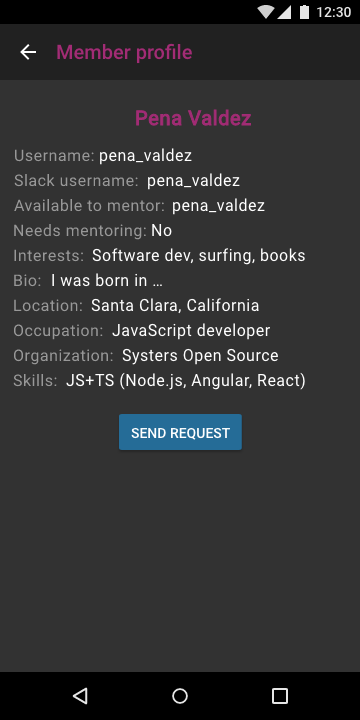 12:30
Member profile
Pena Valdez
Username: pena_valdez
Slack username: pena_valdez
Available to mentor: pena_valdez
Needs mentoring: No
Interests: Software dev, surfing, books
Bio: I was born in …
Location: Santa Clara, California
Occupation: JavaScript developer
Organization: Systers Open Source
Skills: JS+TS (Node.js, Angular, React)
SEND REQUEST